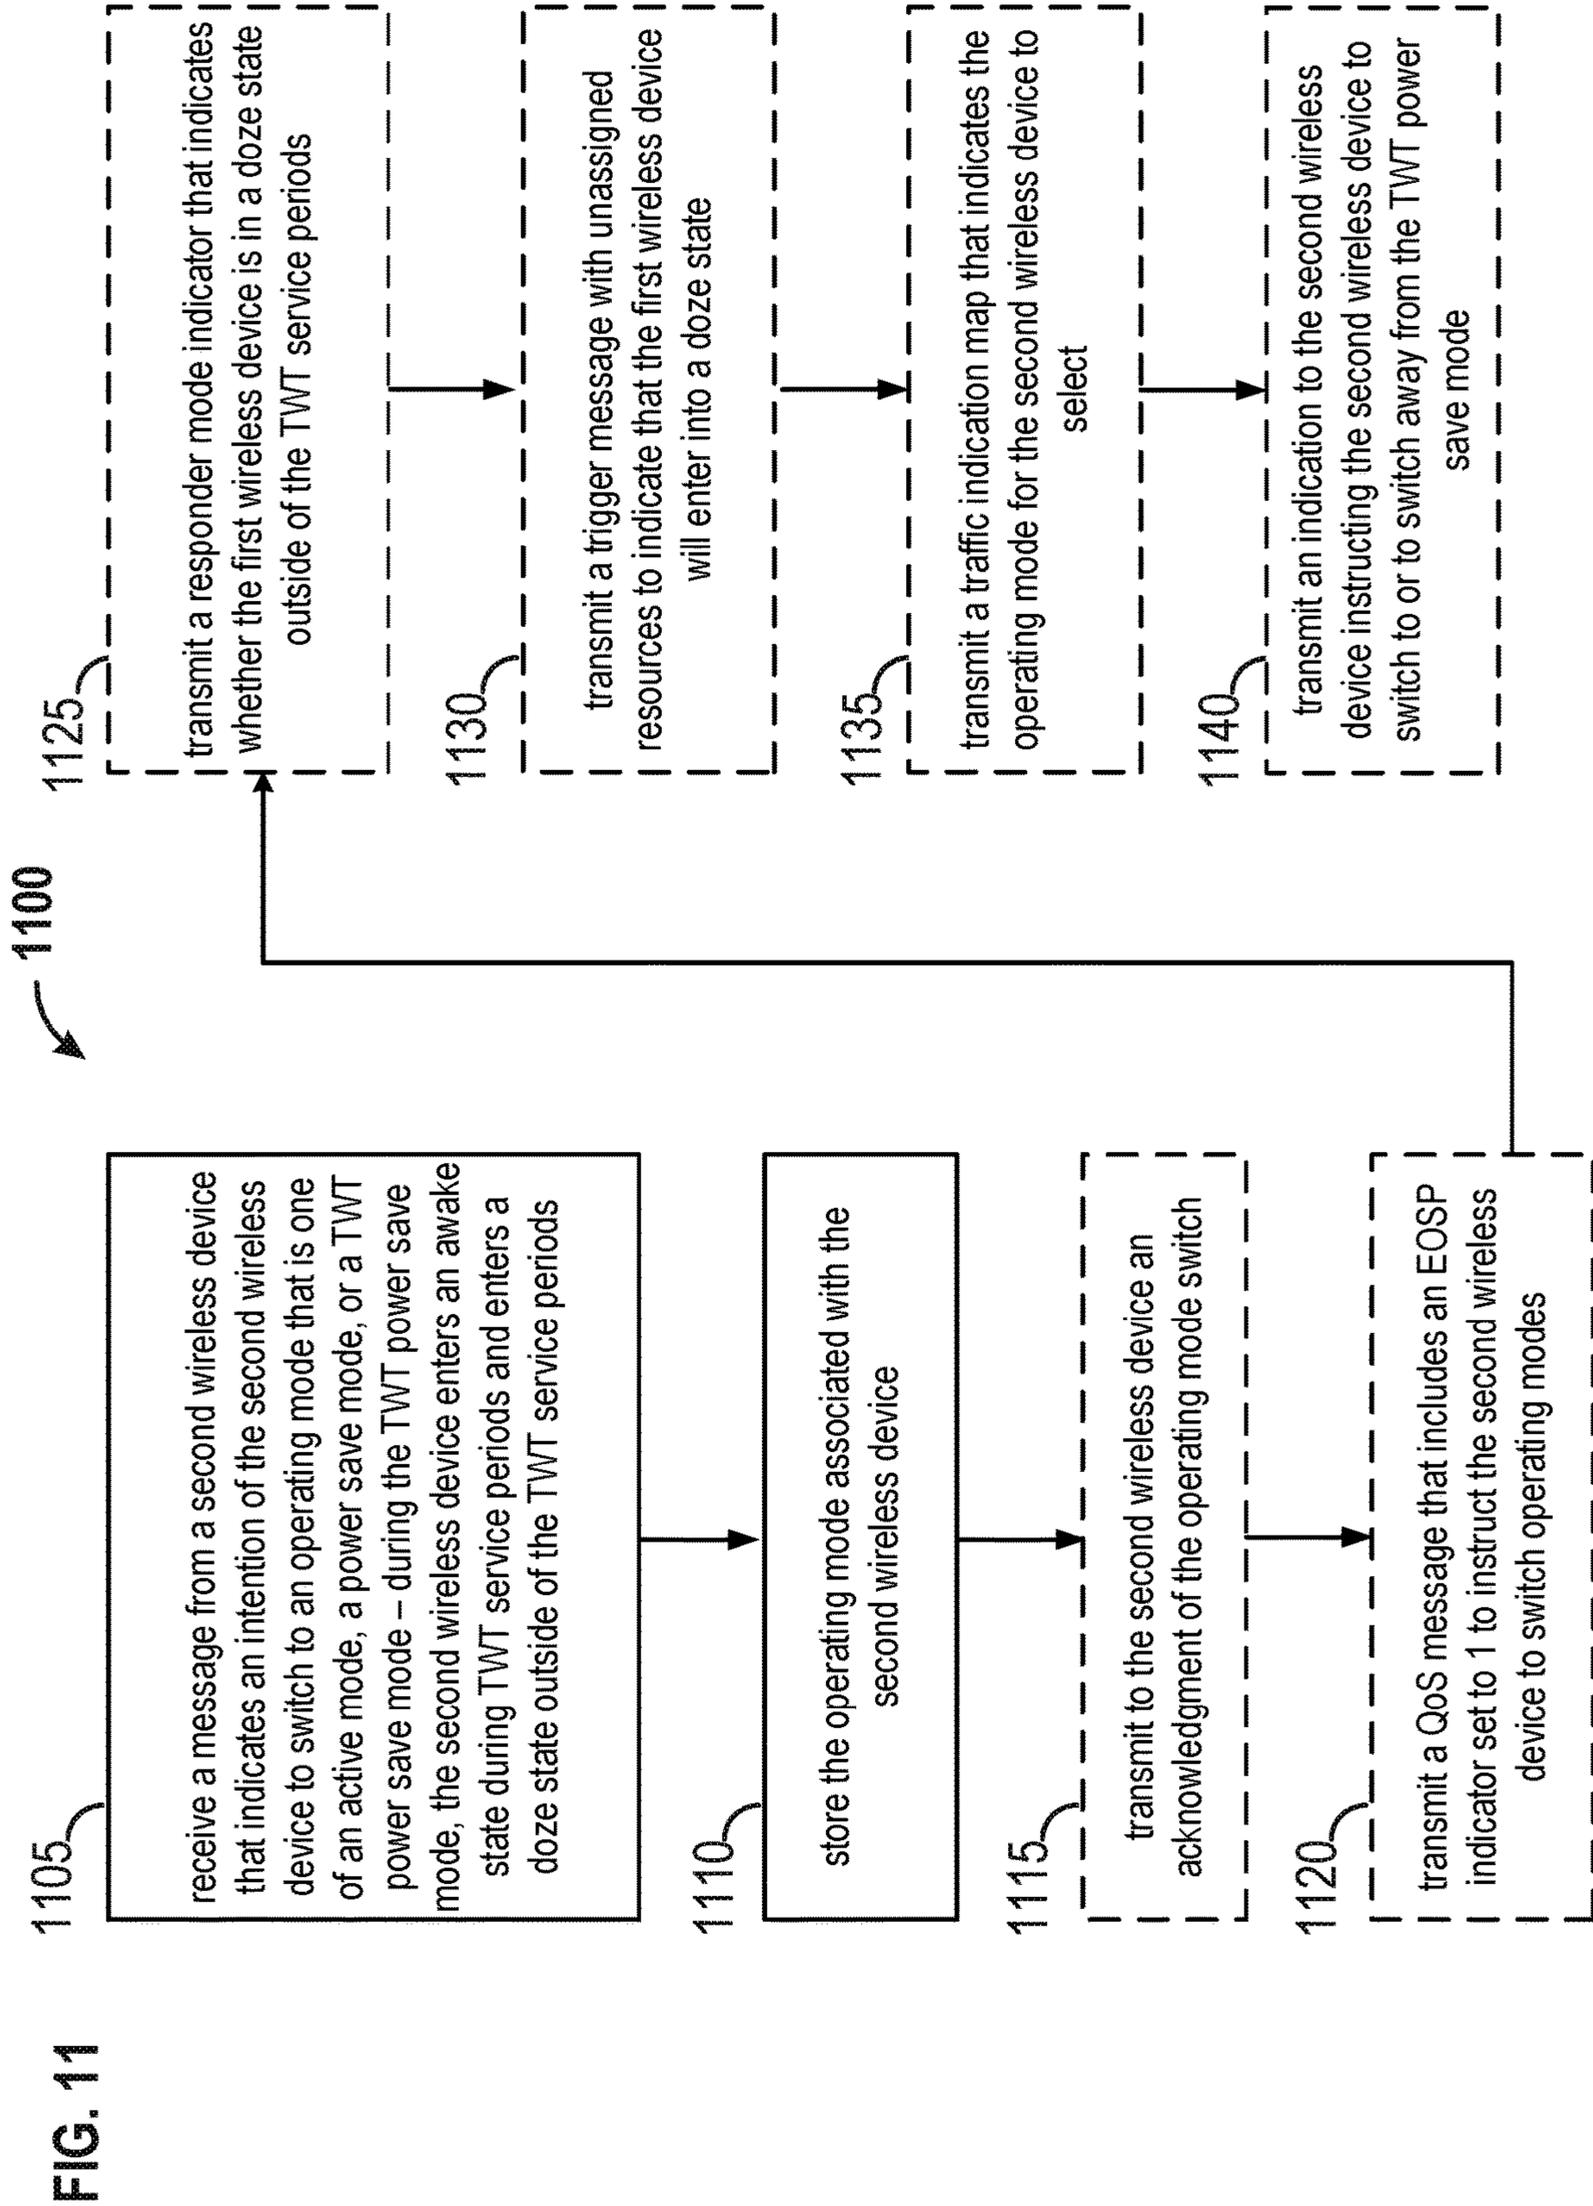 FIG. 11
1100
1105
receive a message from a second wireless device
that indicates an intention of the second wireless
device to switch to an operating mode that is one
of an active mode, a power save mode, or a TWT
power save mode – during the TWT power save
mode, the second wireless device enters an awake
state during TWT service periods and enters a
doze state outside of the TWT service periods
1110
store the operating mode associated with the
second wireless device
1115
transmit to the second wireless device an
acknowledgment of the operating mode switch
1120
transmit a QoS message that includes an EOSP
indicator set to 1 to instruct the second wireless
device to switch operating modes
1125
transmit a responder mode indicator that indicates
whether the first wireless device is in a doze state
outside of the TWT service periods
1130
transmit a trigger message with unassigned
resources to indicate that the first wireless device
will enter into a doze state
1135
transmit a traffic indication map that indicates the
operating mode for the second wireless device to
select
1140
transmit an indication to the second wireless
device instructing the second wireless device to
switch to or to switch away from the TWT power
save mode